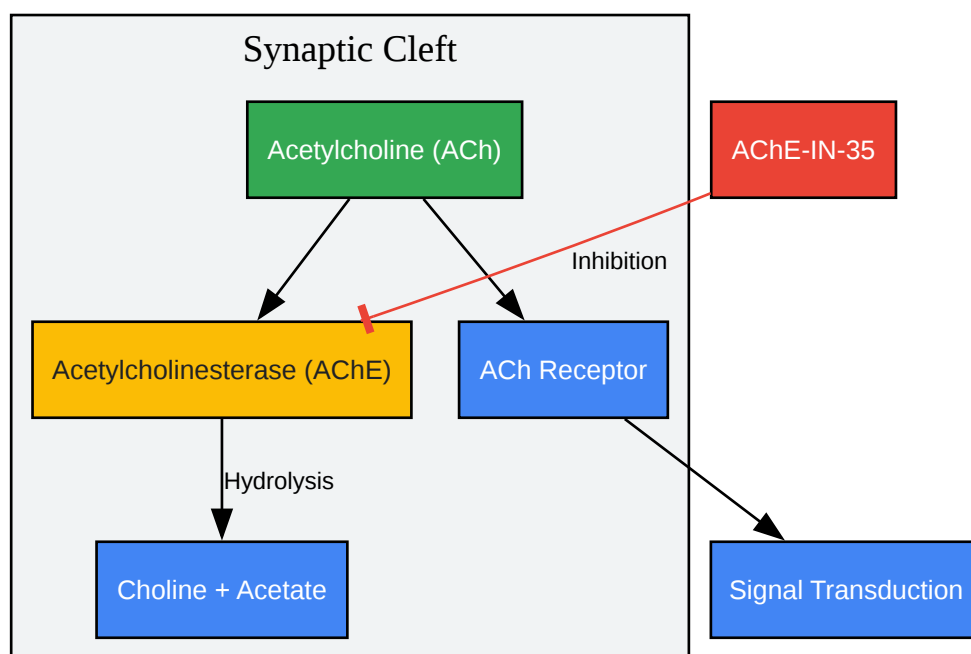 Synaptic Cleft
Acetylcholine (ACh)
AChE-IN-35
Inhibition
Acetylcholinesterase (AChE)
ACh Receptor
Hydrolysis
Choline + Acetate
Signal Transduction